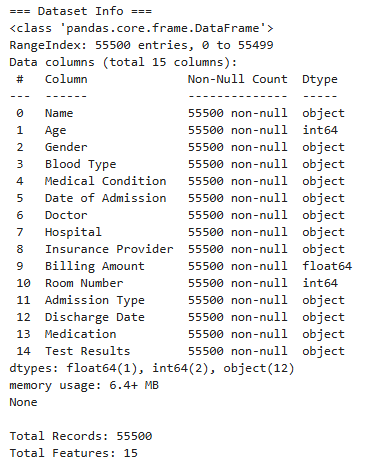 === Dataset Info ===
<class 'pandas.core.frame.DataFrame'>
RangeIndex: 55500 entries, 0 to 55499
Data columns (total 15 columns):
 #   Column              Non-Null Count  Dtype
---  ------              --------------  -----
 0   Name                55500 non-null  object
 1   Age                 55500 non-null  int64
 2   Gender              55500 non-null  object
 3   Blood Type          55500 non-null  object
 4   Medical Condition   55500 non-null  object
 5   Date of Admission   55500 non-null  object
 6   Doctor              55500 non-null  object
 7   Hospital            55500 non-null  object
 8   Insurance Provider  55500 non-null  object
 9   Billing Amount      55500 non-null  float64
 10  Room Number         55500 non-null  int64
 11  Admission Type      55500 non-null  object
 12  Discharge Date      55500 non-null  object
 13  Medication          55500 non-null  object
 14  Test Results        55500 non-null  object
dtypes: float64(1), int64(2), object(12)
memory usage: 6.4+ MB
None

Total Records: 55500
Total Features: 15